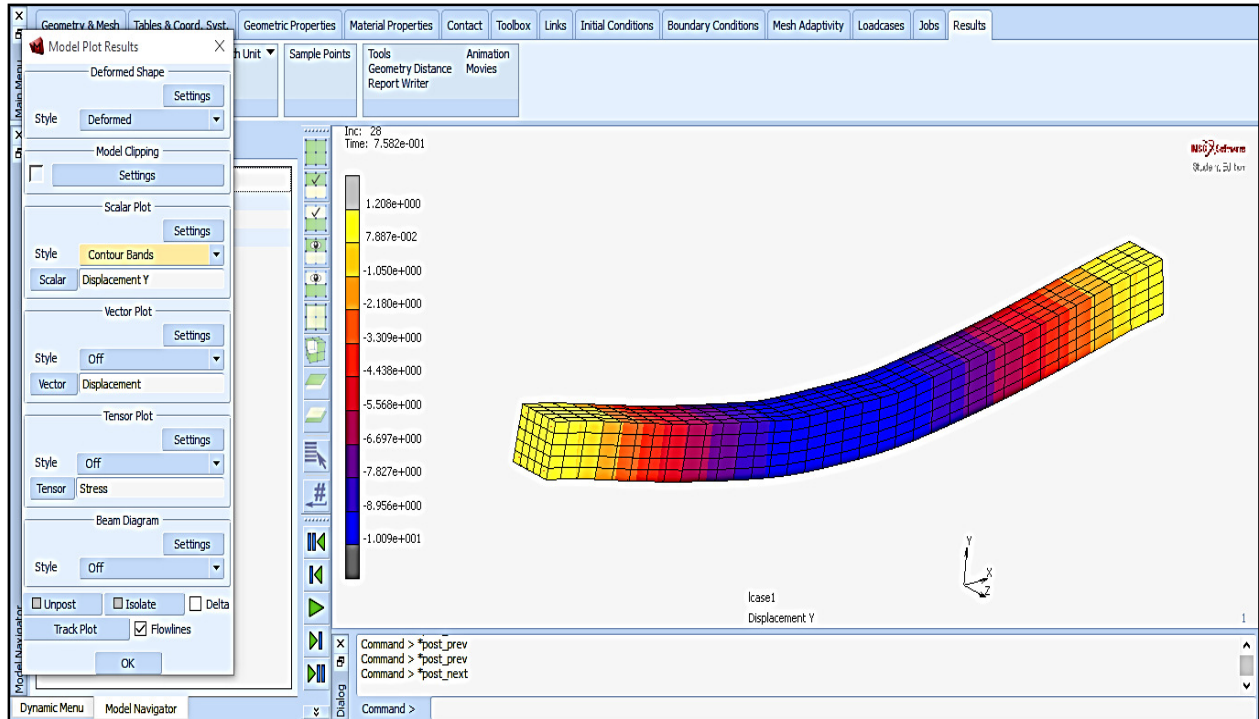 Geometry & Mesh
Tables & Coord. Syst.
Geometric Properties
Material Properties
Contact
Toolbox
Links
Initial Conditions
Boundary Conditions
Mesh Adaptivity
Loadcases
Jobs
Results
Main Menu
h Unit
Sample Points
Tools
Geometry Distance
Report Writer
Animation
Movies
Model Plot Results
Deformed Shape
Settings
Style Deformed
Model Clipping
Settings
Scalar Plot
Settings
Style Contour Bands
Scalar Displacement Y
Vector Plot
Settings
Style Off
Vector Displacement
Tensor Plot
Settings
Style Off
Tensor Stress
Beam Diagram
Settings
Style Off
Unpost Isolate Delta
Track Plot Flowlines
OK
Model Navigator
Dynamic Menu
Model Navigator
Inc: 28
Time: 7.582e-001
1.208e+000
7.887e-002
-1.050e+000
-2.180e+000
-3.309e+000
-4.438e+000
-5.568e+000
-6.697e+000
-7.827e+000
-8.956e+000
-1.009e+001
MSC Software
Student Edition
Y
X
Z
lcase1
Displacement Y
1
Dialog
Command > *post_prev
Command > *post_prev
Command > *post_next
Command >